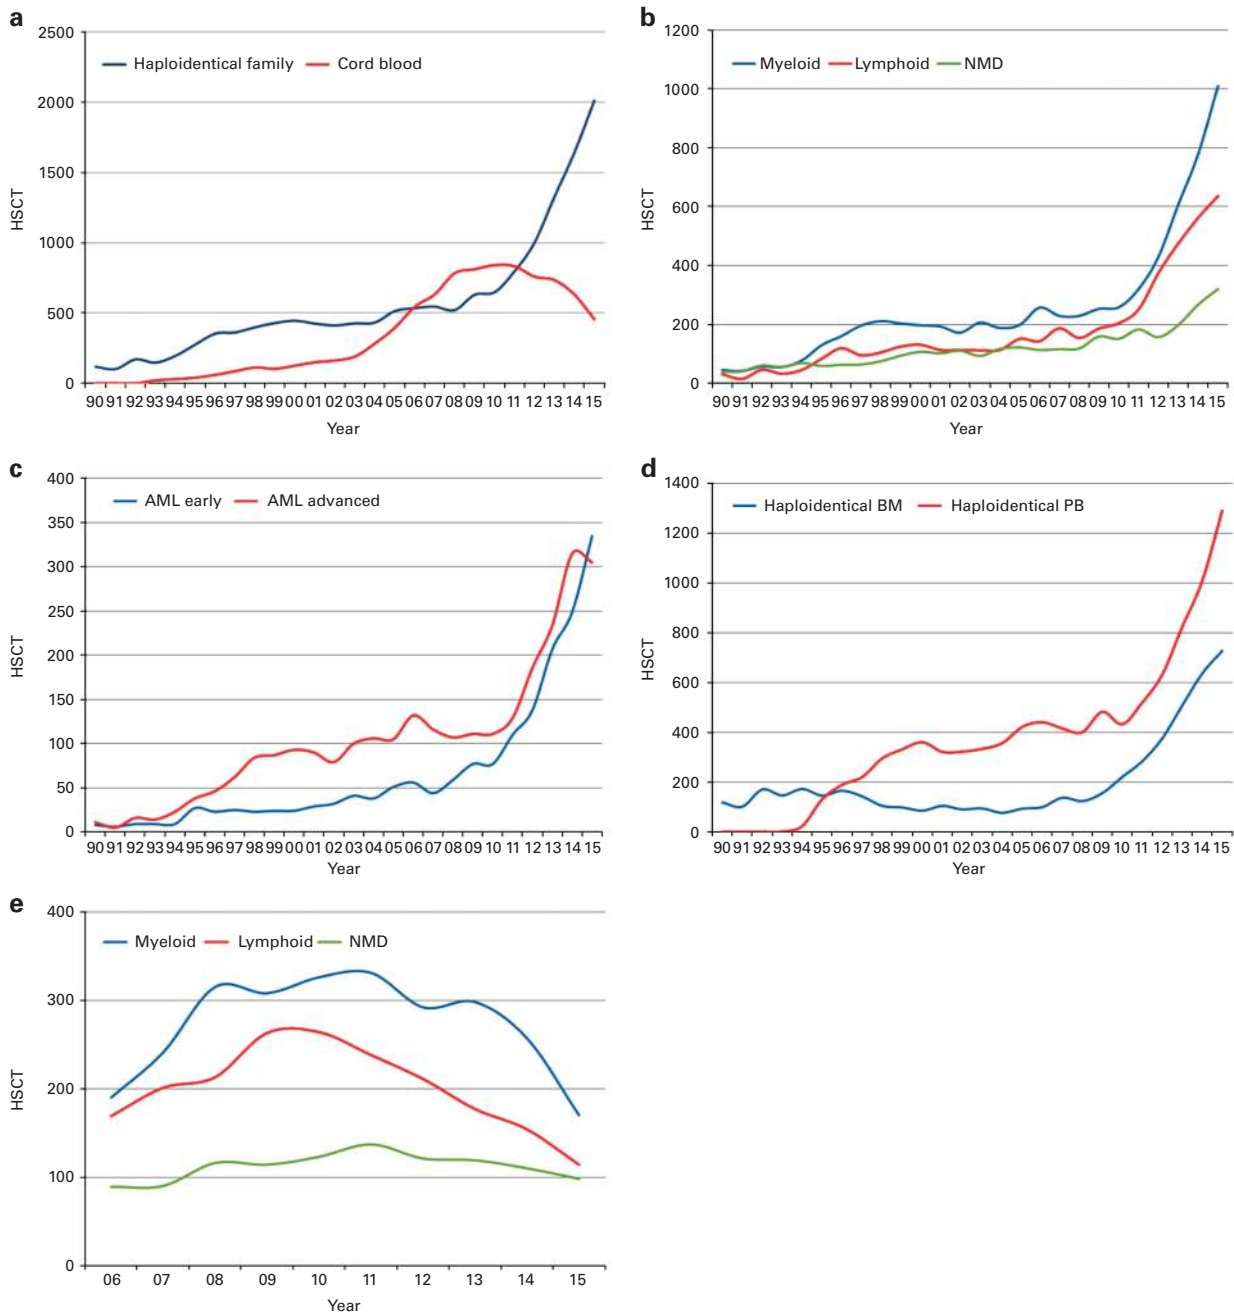 a
2500
2000
1500
1000
500
0
HSCT
Haploidentical family Cord blood
90 91 92 93 94 95 96 97 98 99 00 01 02 03 04 05 06 07 08 09 10 11 12 13 14 15
Year
b
1200
1000
800
600
400
200
0
HSCT
Myeloid Lymphoid NMD
90 91 92 93 94 95 96 97 98 99 00 01 02 03 04 05 06 07 08 09 10 11 12 13 14 15
Year
c
400
350
300
250
200
150
100
50
0
HSCT
AML early AML advanced
90 91 92 93 94 95 96 97 98 99 00 01 02 03 04 05 06 07 08 09 10 11 12 13 14 15
Year
d
1400
1200
1000
800
600
400
200
0
HSCT
Haploidentical BM Haploidentical PB
90 91 92 93 94 95 96 97 98 99 00 01 02 03 04 05 06 07 08 09 10 11 12 13 14 15
Year
e
400
300
200
100
0
HSCT
Myeloid Lymphoid NMD
06 07 08 09 10 11 12 13 14 15
Year